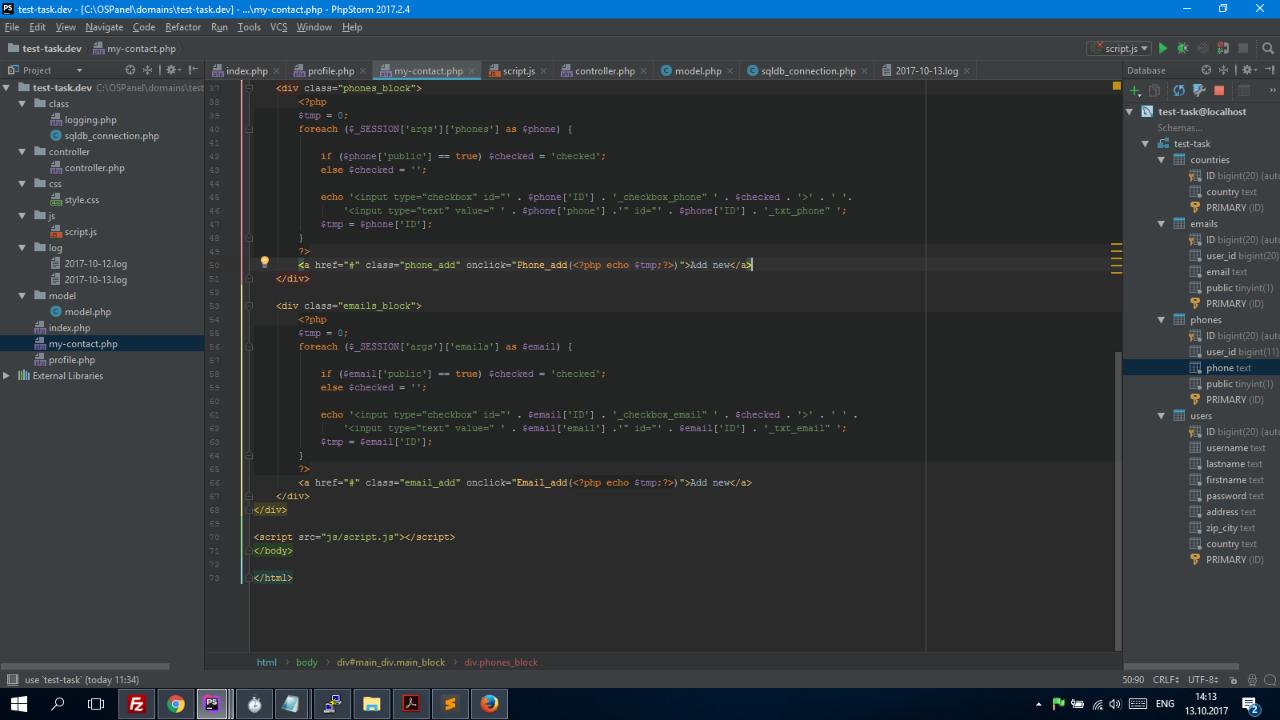 test-task.dev - [C:\OSPanel\domains\test-task.dev] - ...\my-contact.php - PhpStorm 2017.2.4
File Edit View Navigate Code Refactor Run Tools VCS Window Help
test-task.dev my-contact.php script.js
Project
index.php profile.php my-contact.php script.js controller.php model.php sqldb_connection.php 2017-10-13.log
Database
test-task.dev C:\OSPanel\domains\test
class
logging.php
sqldb_connection.php
controller
controller.php
css
style.css
js
script.js
log
2017-10-12.log
2017-10-13.log
model
model.php
index.php
my-contact.php
profile.php
External Libraries
37 <div class="phones_block">
38 <?php
39 $tmp = 0;
40 foreach ($_SESSION['args']['phones'] as $phone) {
41
42 if ($phone['public'] == true) $checked = 'checked';
43 else $checked = '';
44
45 echo '<input type="checkbox" id="' . $phone['ID'] . '_checkbox_phone" ' . $checked . '>' . ' '.
46 '<input type="text" value=" ' . $phone['phone'] .'" id="' . $phone['ID'] . '_txt_phone" ';
47 $tmp = $phone['ID'];
48 }
49 ?>
50 <a href="#" class="phone_add" onclick="Phone_add(<?php echo $tmp;?>)">Add new</a>
51 </div>
52
53 <div class="emails_block">
54 <?php
55 $tmp = 0;
56 foreach ($_SESSION['args']['emails'] as $email) {
57
58 if ($email['public'] == true) $checked = 'checked';
59 else $checked = '';
60
61 echo '<input type="checkbox" id="' . $email['ID'] . '_checkbox_email" ' . $checked . '>' . ' ' .
62 '<input type="text" value=" ' . $email['email'] .'" id="' . $email['ID'] . '_txt_email" ';
63 $tmp = $email['ID'];
64 }
65 ?>
66 <a href="#" class="email_add" onclick="Email_add(<?php echo $tmp;?>)">Add new</a>
67 </div>
68 </div>
69
70 <script src="js/script.js"></script>
71 </body>
72
73 </html>
test-task@localhost
Schemas...
test-task
countries
ID bigint(20) (aut
country text
PRIMARY (ID)
emails
ID bigint(20) (aut
user_id bigint(20)
email text
public tinyint(1)
PRIMARY (ID)
phones
ID bigint(20) (aut
user_id bigint(11)
phone text
public tinyint(1)
PRIMARY (ID)
users
ID bigint(20) (aut
username text
lastname text
firstname text
password text
address text
zip_city text
country text
PRIMARY (ID)
html body div#main_div.main_block div.phones_block
use `test-task` (today 11:34) 50:90 CRLF÷ UTF-8÷
ENG 14:13
13.10.2017 2